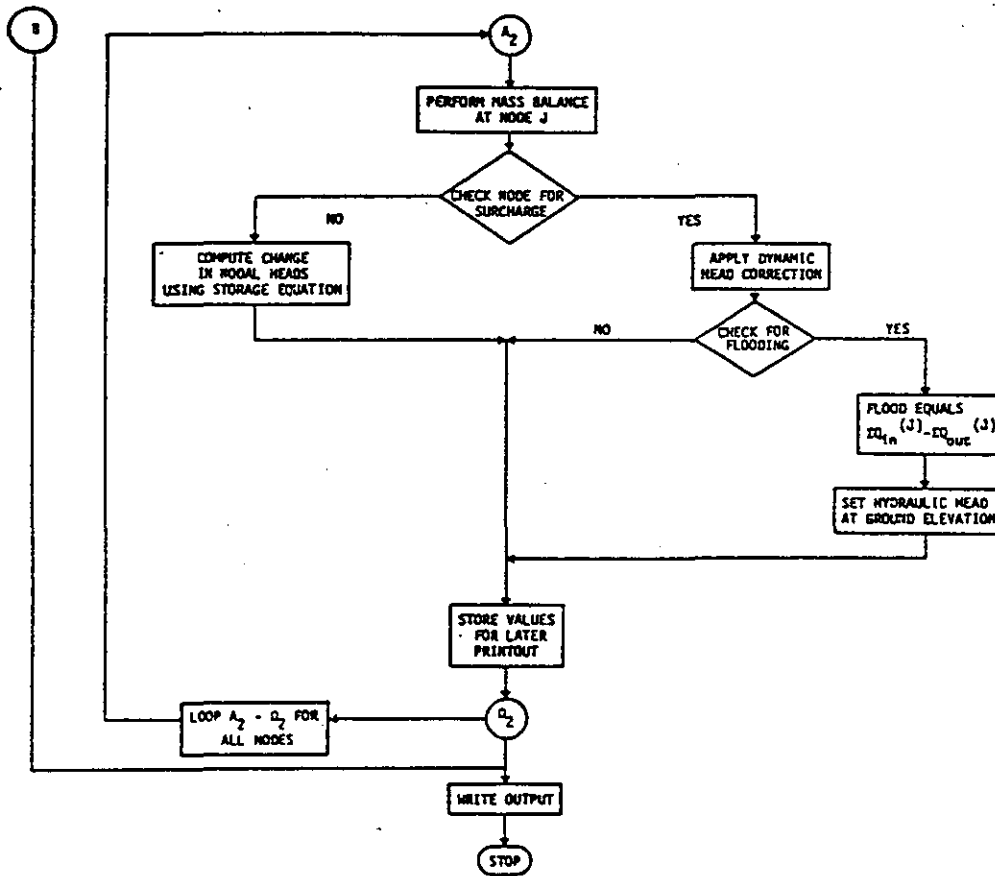 B
A2
PERFORM MASS BALANCE
AT NODE J
CHECK NODE FOR
SURCHARGE
NO
YES
COMPUTE CHANGE
IN NODAL HEADS
USING STORAGE EQUATION
APPLY DYNAMIC
HEAD CORRECTION
NO
CHECK FOR
FLOODING
YES
FLOOD EQUALS
ΣQin(J)-ΣQout(J)
SET HYDRAULIC HEAD
AT GROUND ELEVATION
STORE VALUES
FOR LATER
PRINTOUT
LOOP A2 - Ω2 FOR
ALL NODES
Ω2
WRITE OUTPUT
STOP